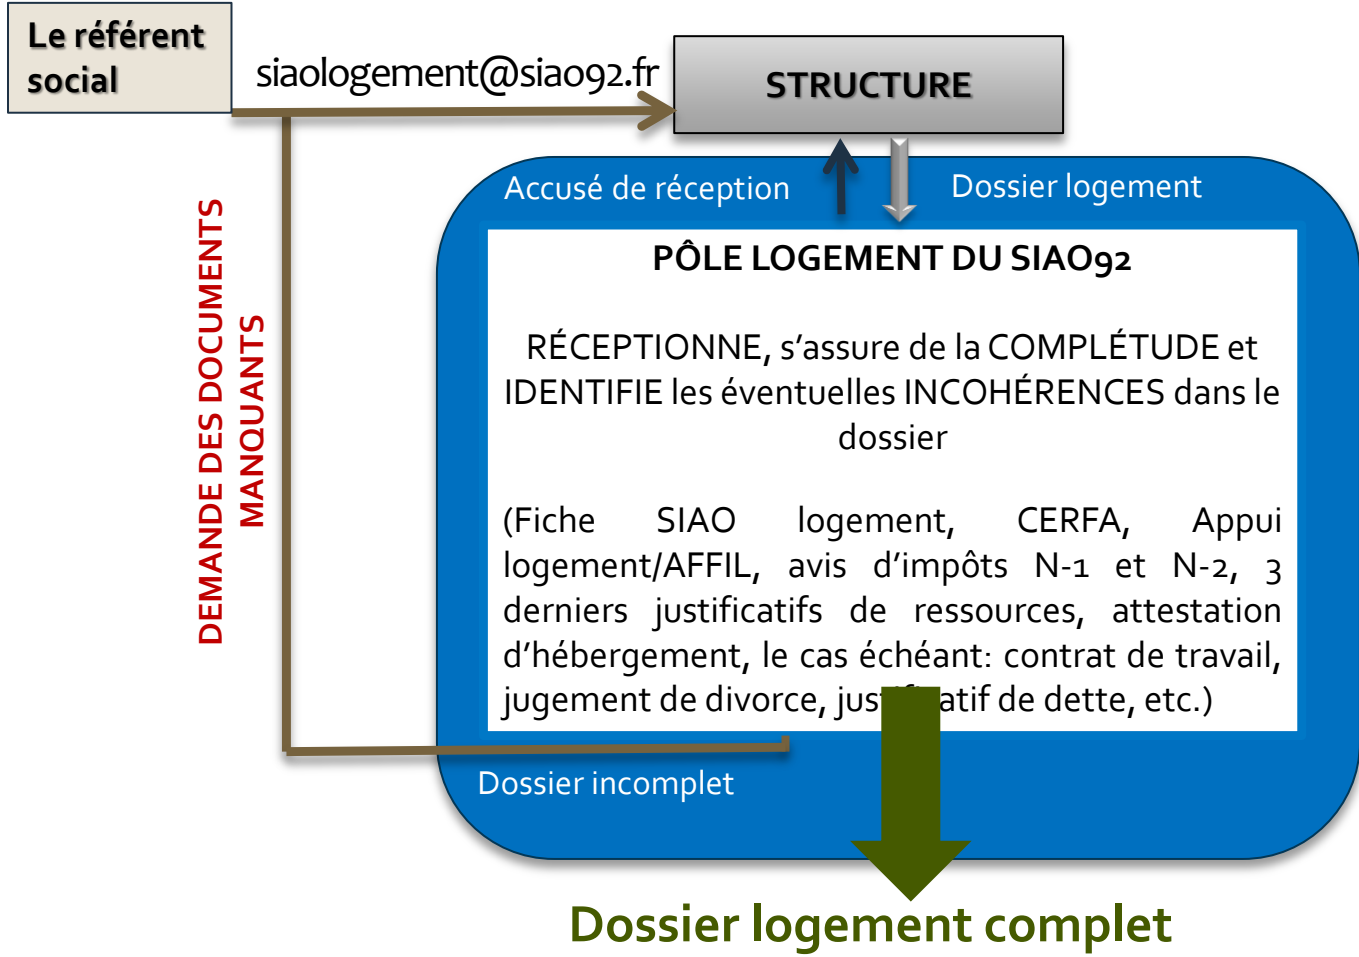 Le référent
social
siaologement@siao92.fr
STRUCTURE
Accusé de réception
Dossier logement
DEMANDE DES DOCUMENTS
MANQUANTS
PÔLE LOGEMENT DU SIAO92
RÉCEPTIONNE, s’assure de la COMPLÉTUDE et
IDENTIFIE les éventuelles INCOHÉRENCES dans le
dossier
(Fiche SIAO logement, CERFA, Appui
logement/AFFIL, avis d’impôts N-1 et N-2, 3
derniers justificatifs de ressources, attestation
d’hébergement, le cas échéant: contrat de travail,
jugement de divorce, justificatif de dette, etc.)
Dossier incomplet
Dossier logement complet